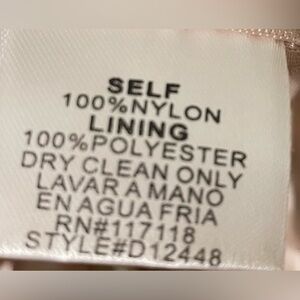 SELF
100%NYLON
LINING
100%POLYESTER
DRY CLEAN ONLY
LAVAR A MANO
EN AGUA FRIA
RN#117118
STYLE#D12448